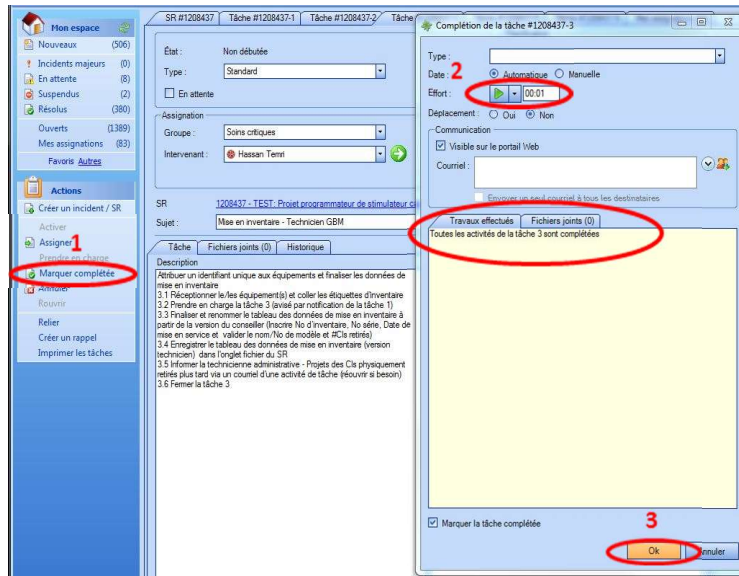 Mon espace
Nouveaux (506)
Incidents majeurs (0)
En attente (8)
Suspendus (2)
Résolus (380)
Ouverts (1389)
Mes assignations (83)
Favoris Autres
Actions
Créer un incident / SR
Activer
1
Assigner
Prendre en charge
Marquer complétée
Annuler
Rouvrir
Relier
Créer un rappel
Imprimer les tâches
SR #1208437 Tâche #1208437-1 Tâche #1208437-2 Tâche
État : Non débutée
Type : Standard
En attente
Assignation
Groupe : Soins critiques
Intervenant : Hassan Temri
SR 1208437 - TEST: Projet programmateur de stimulateur
Sujet : Mise en inventaire - Technicien GBM
Tâche Fichiers joints (0) Historique
Description
Attribuer un identifiant unique aux équipements et finaliser les données de
mise en inventaire
3.1 Réceptionner le/les équipement(s) et coller les étiquettes d'inventaire
3.2 Prendre en charge la tâche 3 (avisé par notification de la tâche 1)
3.3 Finaliser et renommer le tableau des données de mise en inventaire à
partir de la version du conseiller (Inscrire No d'inventaire, No série, Date de
mise en service et valider le nom/No de modèle et #CIs retirés)
3.4 Enregistrer le tableau des données de mise en inventaire (version
technicien) dans l'onglet fichier du SR
3.5 Informer la technicienne administrative - Projets des CIs physiquement
retirés plus tard via un courriel d'une activité de tâche (réouvrir si besoin)
3.6 Fermer la tâche 3
Complétion de la tâche #1208437-3
Type :
Date : 2 Automatique Manuelle
Effort : 00:01
Déplacement : Oui Non
Communication
Visible sur le portail Web
Courriel :
Envoyer un seul courriel à tous les destinataires
Travaux effectués Fichiers joints (0)
Toutes les activités de la tâche 3 sont complétées
Marquer la tâche complétée
3
Ok Annuler